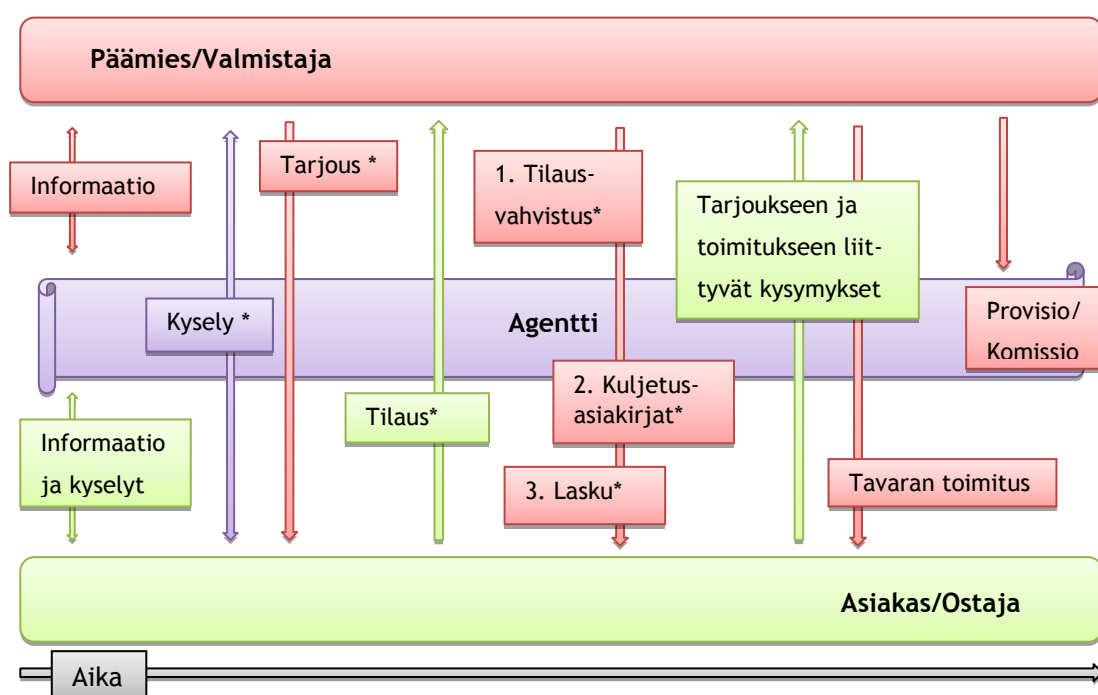 Päämies/Valmistaja
Informaatio
Kysely *
Tarjous *
Tilaus*
1. Tilaus-
vahvistus*
2. Kuljetus-
asiakirjat*
3. Lasku*
Tarjoukseen ja
toimitukseen liit-
tyvät kysymykset
Provisio/
Komissio
Agentti
Informaatio
ja kyselyt
Tavaran toimitus
Asiakas/Ostaja
Aika